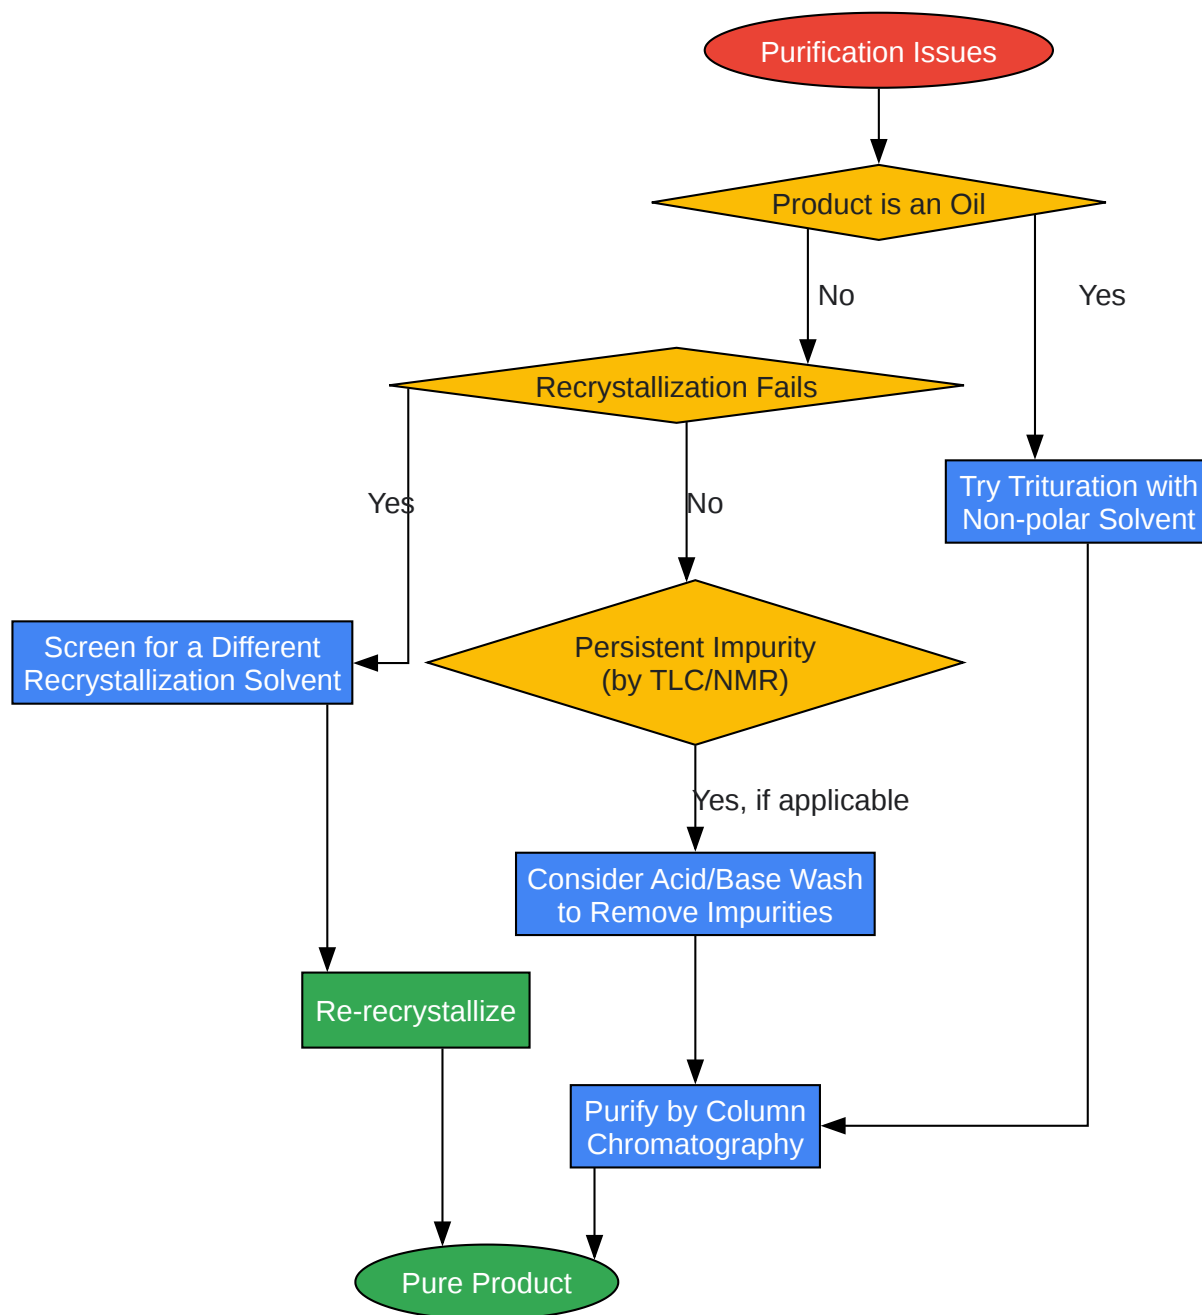 Purification Issues
Product is an Oil
No
Yes
Recrystallization Fails
Yes
No
Try Trituration with
Non-polar Solvent
Screen for a Different
Recrystallization Solvent
Persistent Impurity
(by TLC/NMR)
Yes, if applicable
Consider Acid/Base Wash
to Remove Impurities
Re-recrystallize
Purify by Column
Chromatography
Pure Product